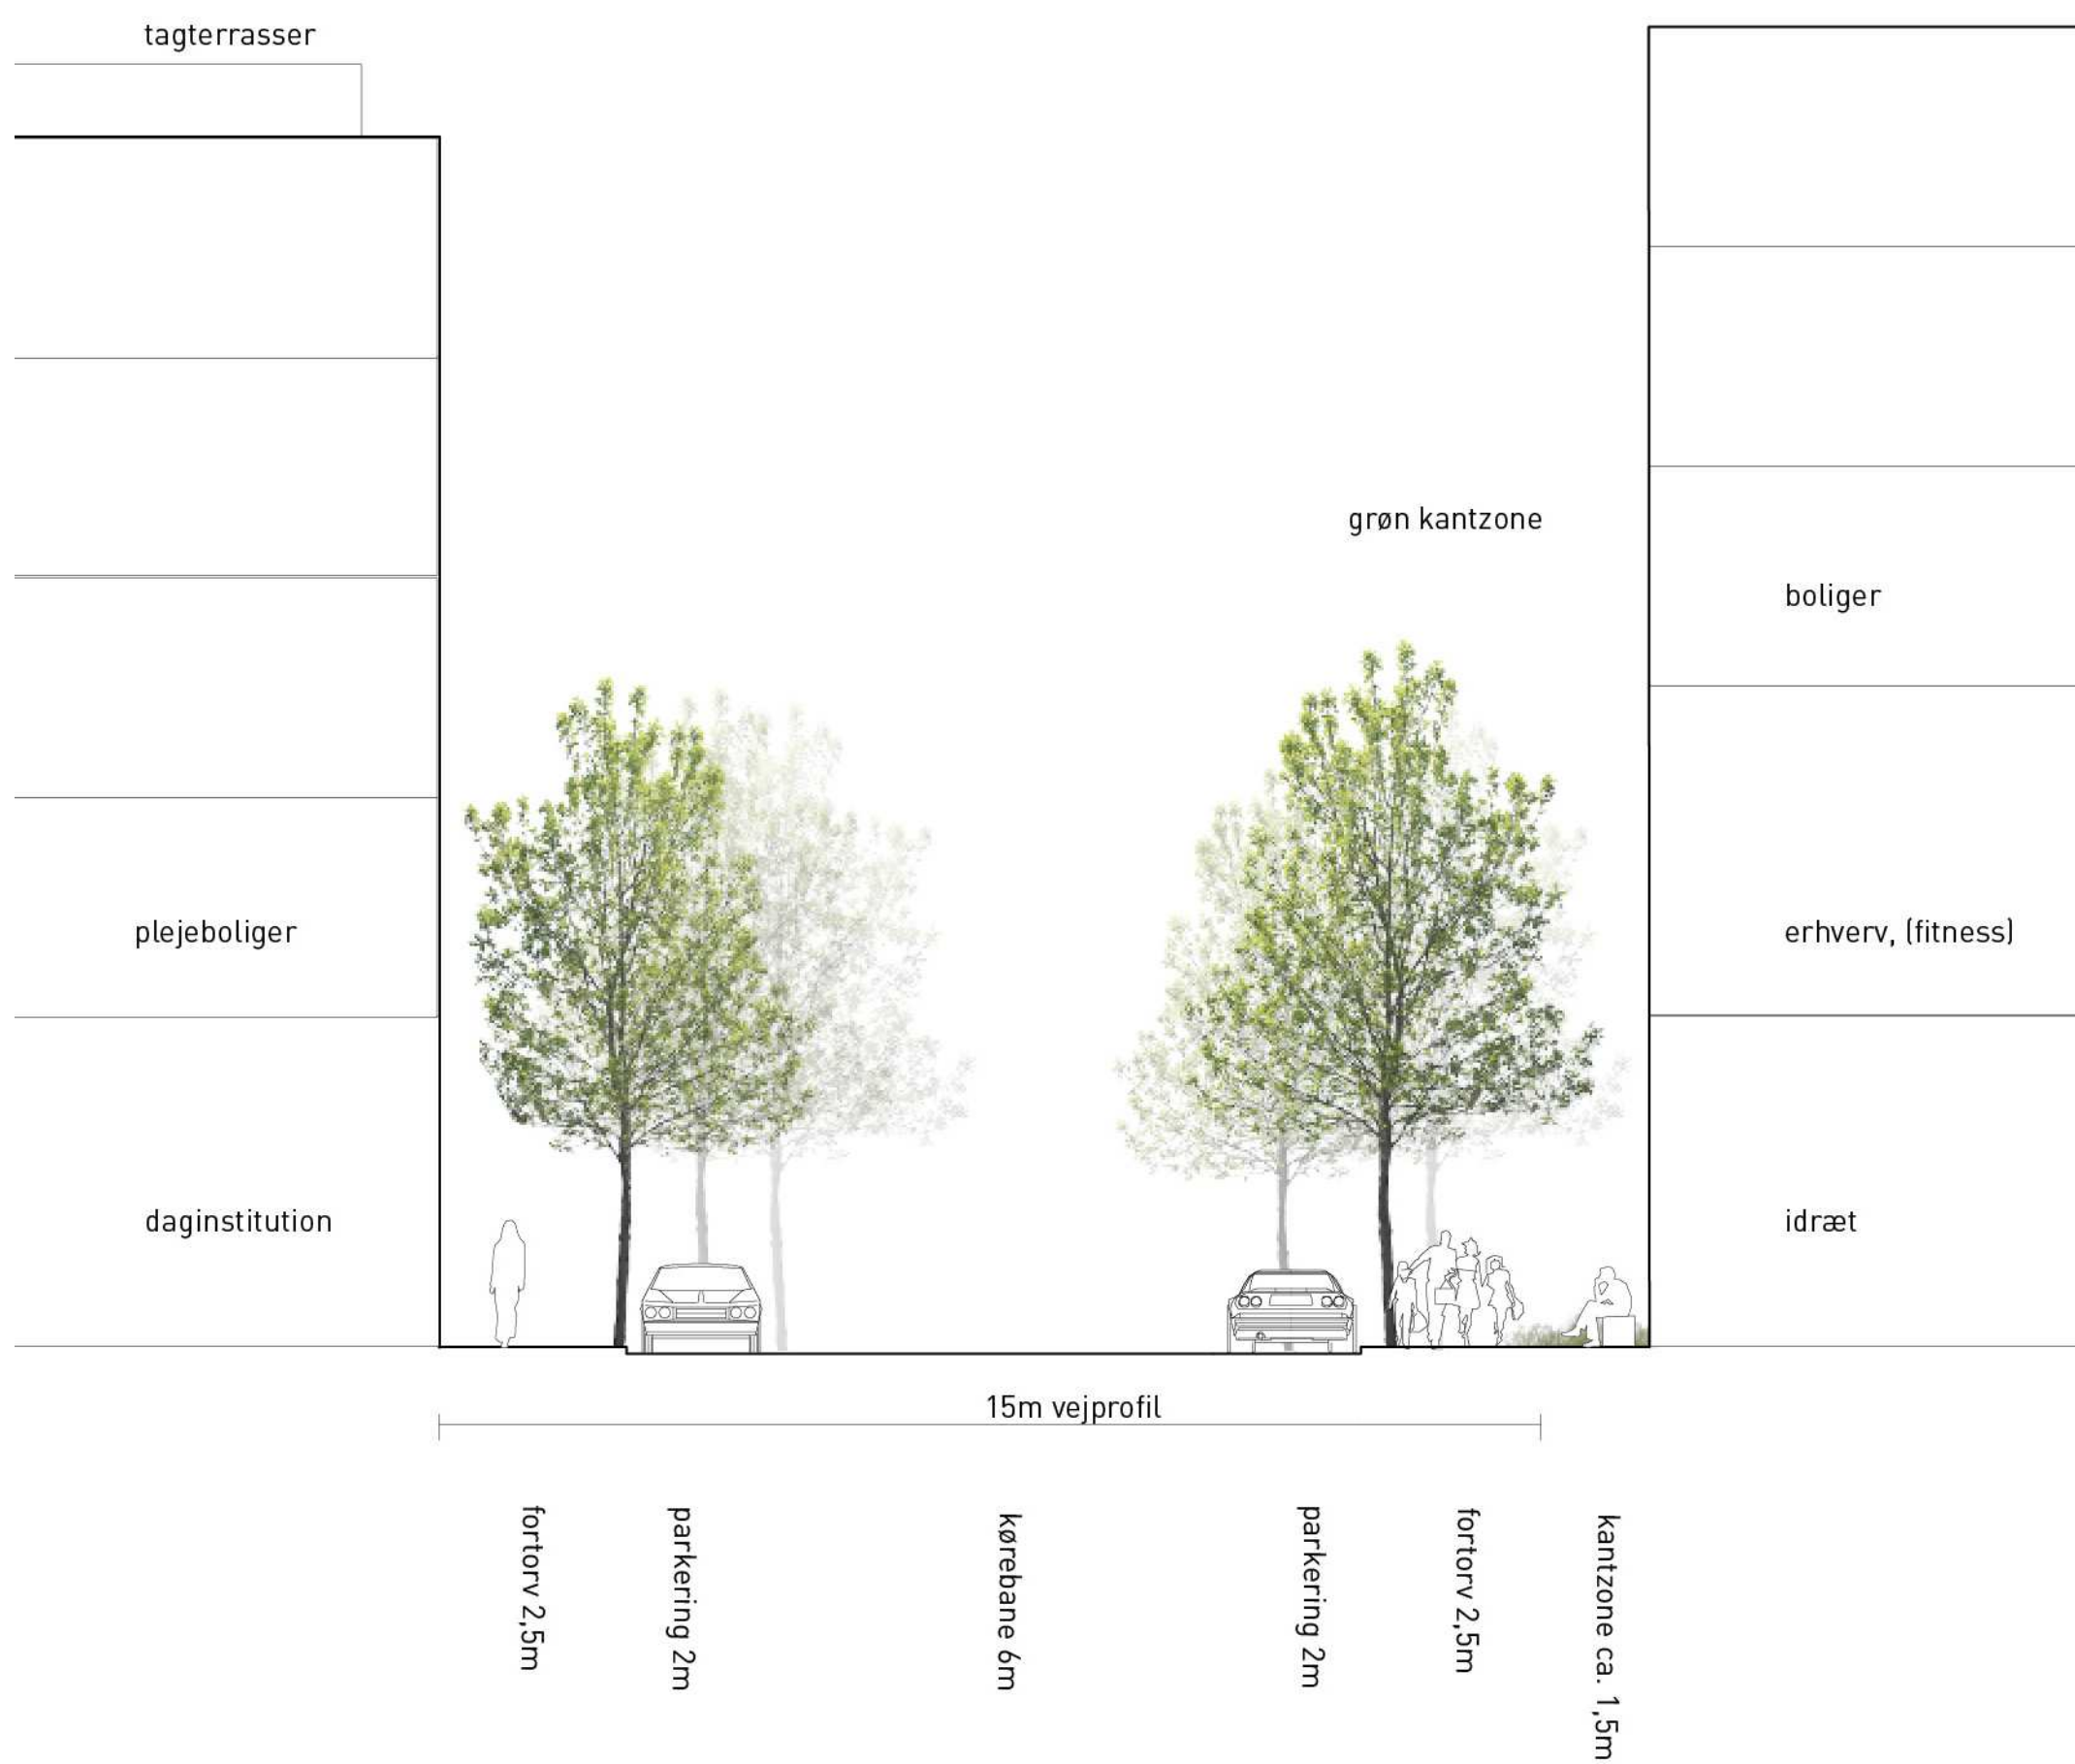 tagterrasser
grøn kantzone
boliger
plejeboliger
erhverv, (fitness)
daginstitution
idræt
15m vejprofil
fortorv 2,5m
parkering 2m
kørebane 6m
parkering 2m
fortorv 2,5m
kantzone ca. 1,5m